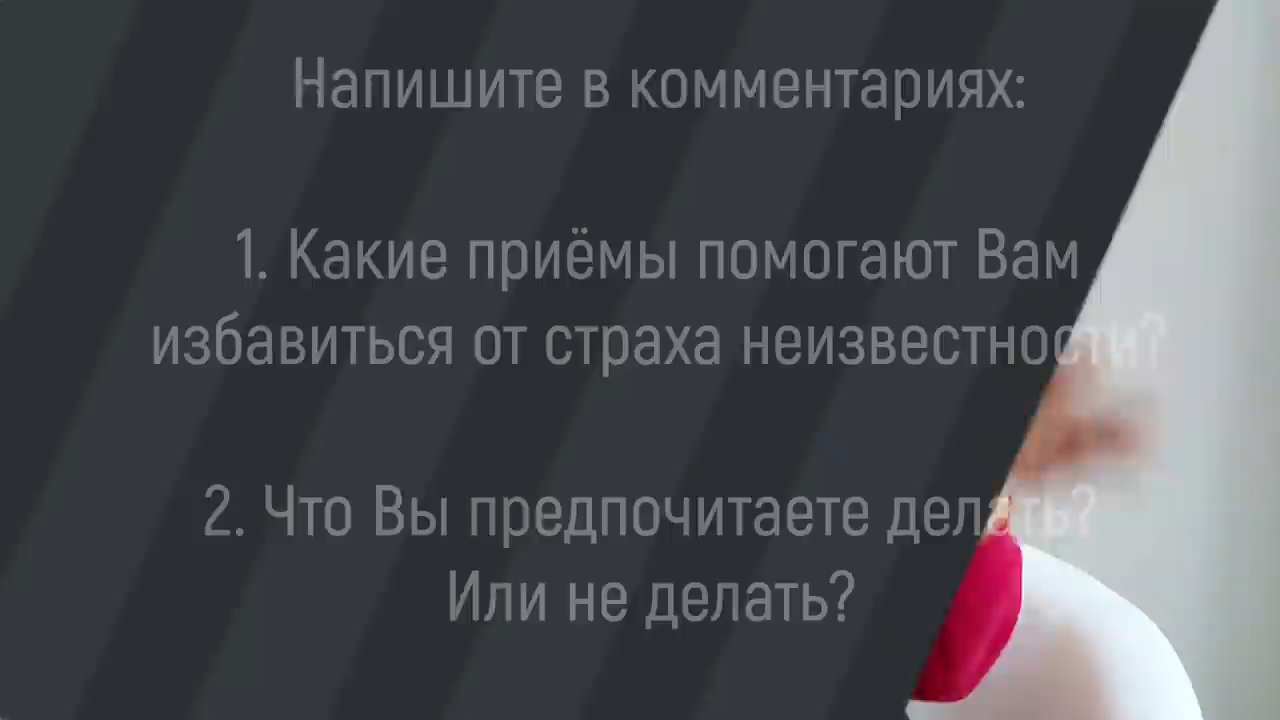 Напишите в комментариях:
1. Какие приёмы помогают Вам
избавиться от страха неизвестности?
2. Что Вы предпочитаете делать?
Или не делать?